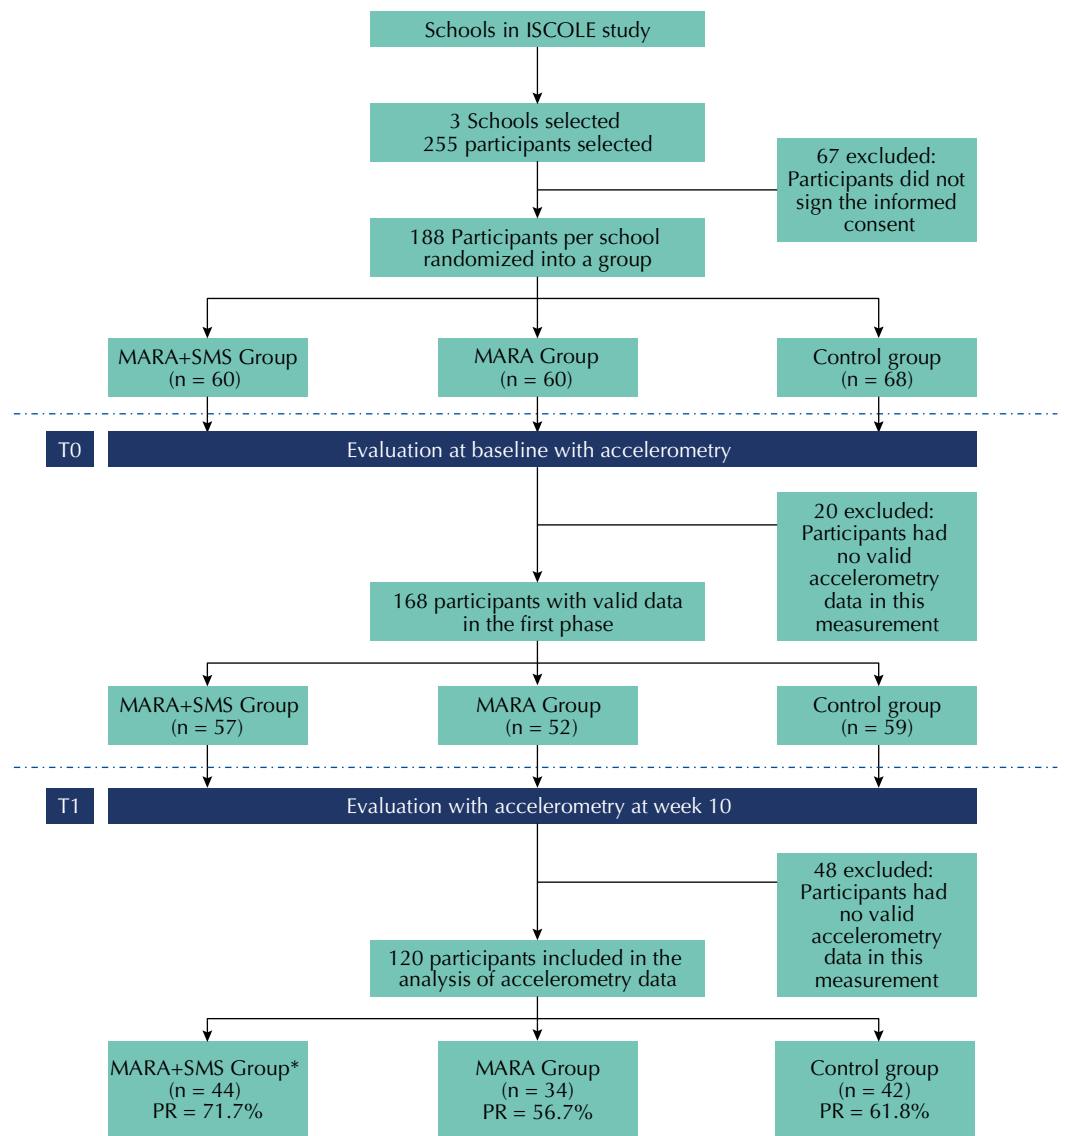 Schools in ISCOLE study
3 Schools selected
255 participants selected
67 excluded:
Participants did not
sign the informed
consent
188 Participants per school
randomized into a group
MARA+SMS Group
(n = 60)
MARA Group
(n = 60)
Control group
(n = 68)
T0
Evaluation at baseline with accelerometry
20 excluded:
Participants had
no valid
accelerometry
data in this
measurement
168 participants with valid data
in the first phase
MARA+SMS Group
(n = 57)
MARA Group
(n = 52)
Control group
(n = 59)
T1
Evaluation with accelerometry at week 10
48 excluded:
Participants had
no valid
accelerometry
data in this
measurement
120 participants included in the
analysis of accelerometry data
MARA+SMS Group*
(n = 44)
PR = 71.7%
MARA Group
(n = 34)
PR = 56.7%
Control group
(n = 42)
PR = 61.8%